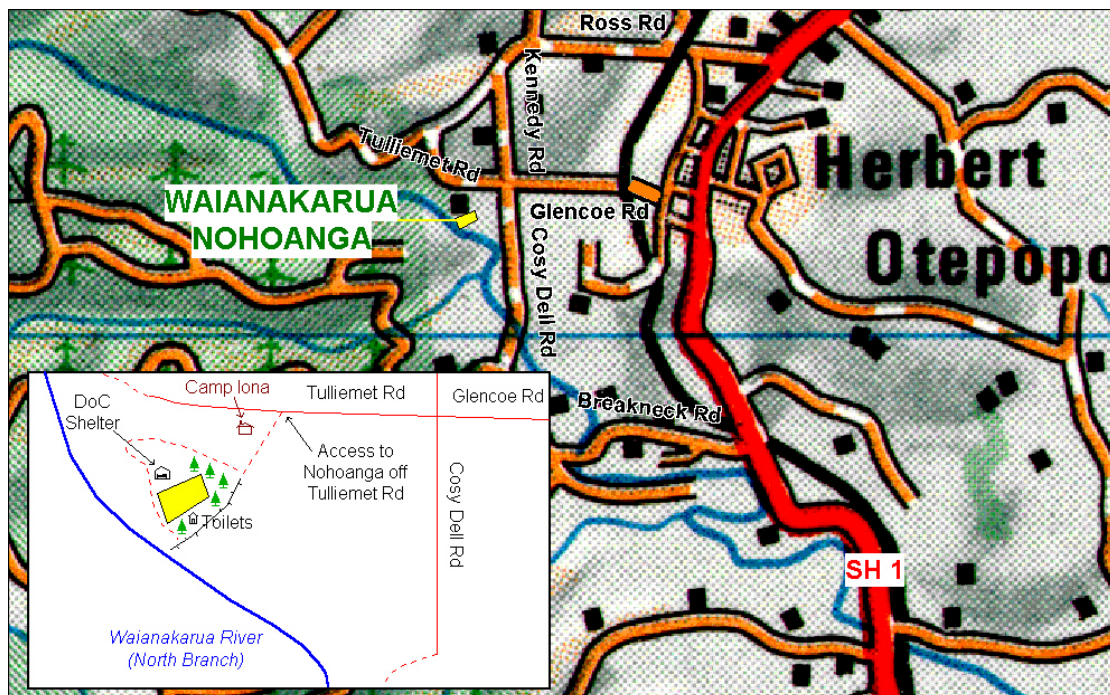 Ross Rd
Kennedy Rd
Tulliemet Rd
Herbert
WAIANAKARUA
NOHOANGA
Glencoe Rd
Cosy Dell Rd
Otepopo
Breakneck Rd
SH 1
Camp Iona
Tulliemet Rd
Glencoe Rd
DoC
Shelter
Access to
Nohoanga off
Tulliemet Rd
Cosy Dell Rd
Toilets
Waianakarua River
(North Branch)